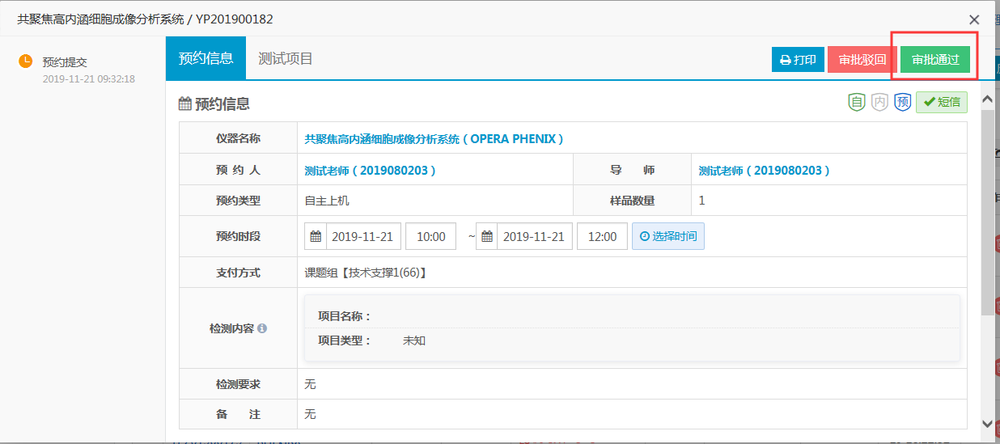 共聚焦高内涵细胞成像分析系统 / YP201900182
预约提交
2019-11-21 09:32:18
预约信息 测试项目 打印 审批驳回 审批通过
预约信息 自 内 预 短信
仪器名称 共聚焦高内涵细胞成像分析系统（OPERA PHENIX）
预 约 人 测试老师（2019080203） 导 师 测试老师（2019080203）
预约类型 自主上机 样品数量 1
预约时段 2019-11-21 10:00 ~ 2019-11-21 12:00 选择时间
支付方式 课题组【技术支撑1(66)】
检测内容 项目名称：
项目类型： 未知
检测要求 无
备 注 无